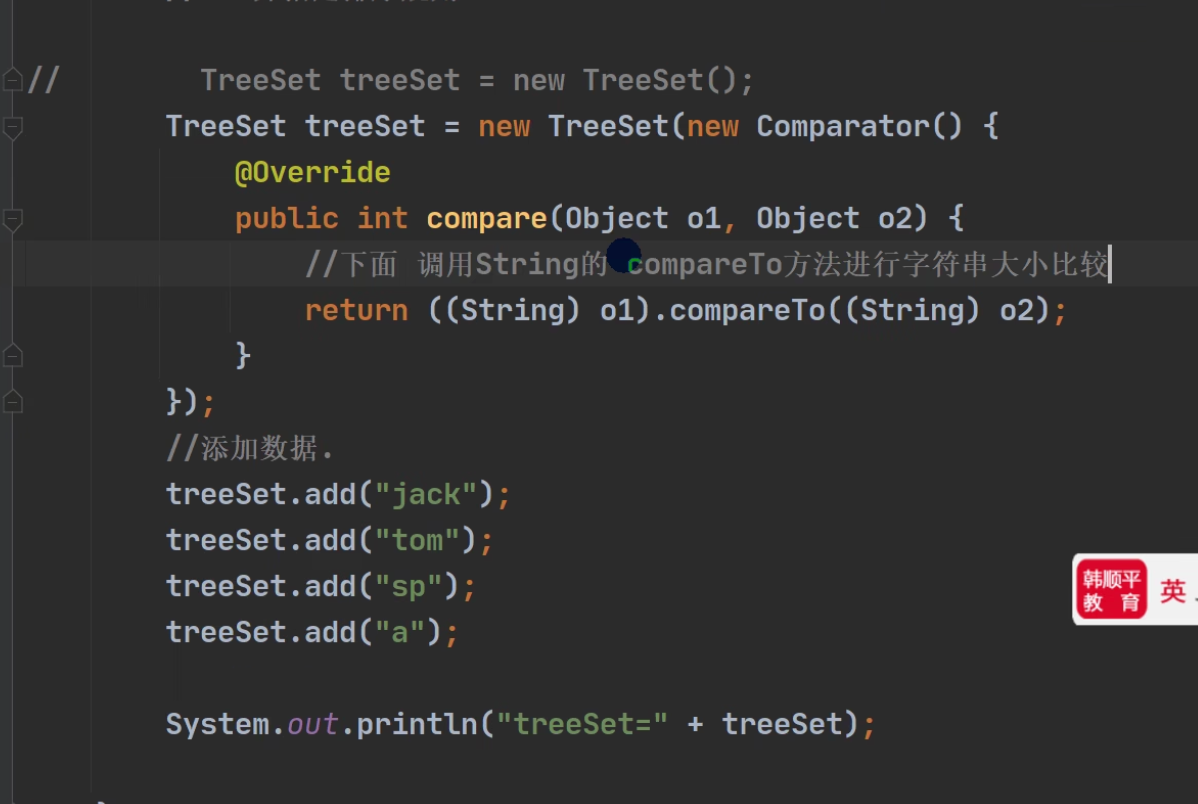 // TreeSet treeSet = new TreeSet();
TreeSet treeSet = new TreeSet(new Comparator() {
@Override
public int compare(Object o1, Object o2) {
//下面 调用String的 compareTo方法进行字符串大小比较
return ((String) o1).compareTo((String) o2);
}
});
//添加数据.
treeSet.add("jack");
treeSet.add("tom");
treeSet.add("sp");
treeSet.add("a");
韩顺平
教 育
英
System.out.println("treeSet=" + treeSet);